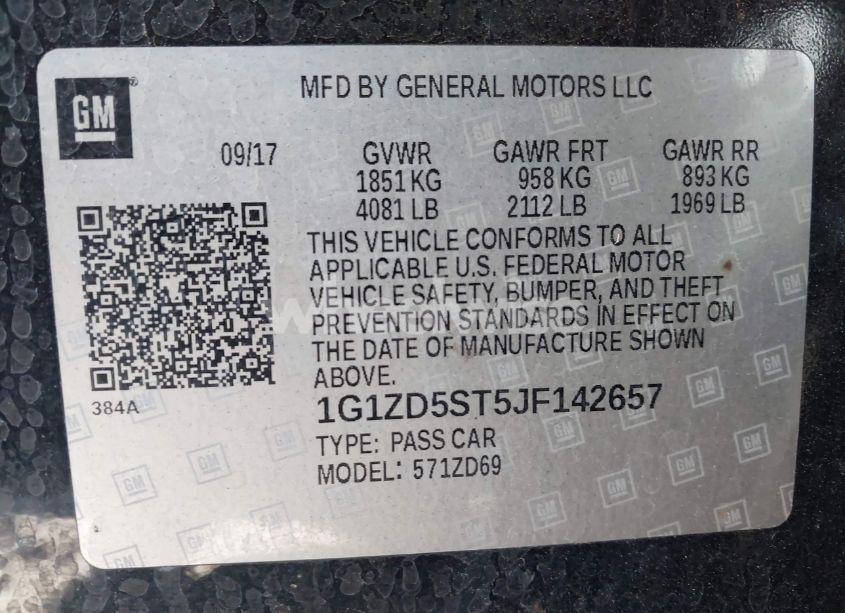 MFD BY GENERAL MOTORS LLC
GM
09/17 GVWR GAWR FRT GAWR RR
1851 KG 958 KG 893 KG
4081 LB 2112 LB 1969 LB
THIS VEHICLE CONFORMS TO ALL
APPLICABLE U.S. FEDERAL MOTOR
VEHICLE SAFETY, BUMPER, AND THEFT
PREVENTION STANDARDS IN EFFECT ON
THE DATE OF MANUFACTURE SHOWN
ABOVE.
384A
1G1ZD5ST5JF142657
TYPE: PASS CAR
MODEL: 571ZD69